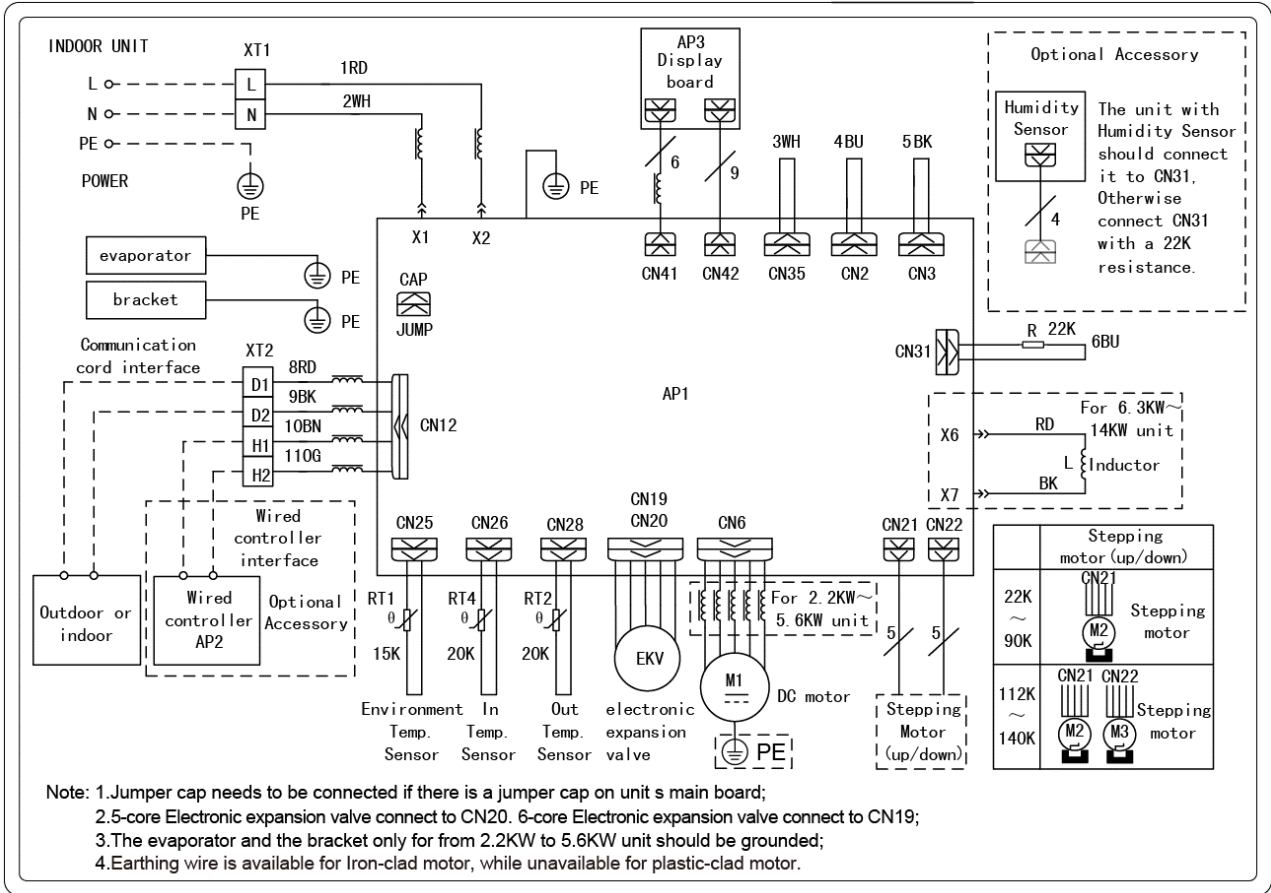 INDOOR UNIT
XT1
L
N
PE
POWER
L
N
PE
1RD
2WH
X1
X2
PE
AP3
Display
board
6
9
3WH
4BU
5BK
CN41
CN42
CN35
CN2
CN3
Optional Accessory
Humidity
Sensor
4
The unit with
Humidity Sensor
should connect
it to CN31,
Otherwise
connect CN31
with a 22K
resistance.
evaporator
PE
bracket
PE
CAP
JUMP
Communication
cord interface
XT2
D1
D2
H1
H2
8RD
9BK
10BN
11OG
CN12
AP1
CN31
R 22K
6BU
X6
X7
RD
BK
For 6.3KW~
14KW unit
L Inductor
Wired
controller
interface
Outdoor or
indoor
Wired
controller
AP2
Optional
Accessory
CN25
CN26
CN28
CN19
CN20
CN6
CN21
CN22
RT1
θ
15K
RT4
θ
20K
RT2
θ
20K
EKV
For 2.2KW~
5.6KW unit
M1
DC motor
PE
5
5
Environment
Temp.
Sensor
In
Temp.
Sensor
Out
Temp.
Sensor
electronic
expansion
valve
Stepping
Motor
(up/down)
Stepping
motor(up/down)
22K
~
90K
CN21
M2
Stepping
motor
112K
~
140K
CN21 CN22
M2
M3
Stepping
motor
Note: 1.Jumper cap needs to be connected if there is a jumper cap on unit s main board;
2.5-core Electronic expansion valve connect to CN20. 6-core Electronic expansion valve connect to CN19;
3.The evaporator and the bracket only for from 2.2KW to 5.6KW unit should be grounded;
4.Earthing wire is available for Iron-clad motor, while unavailable for plastic-clad motor.